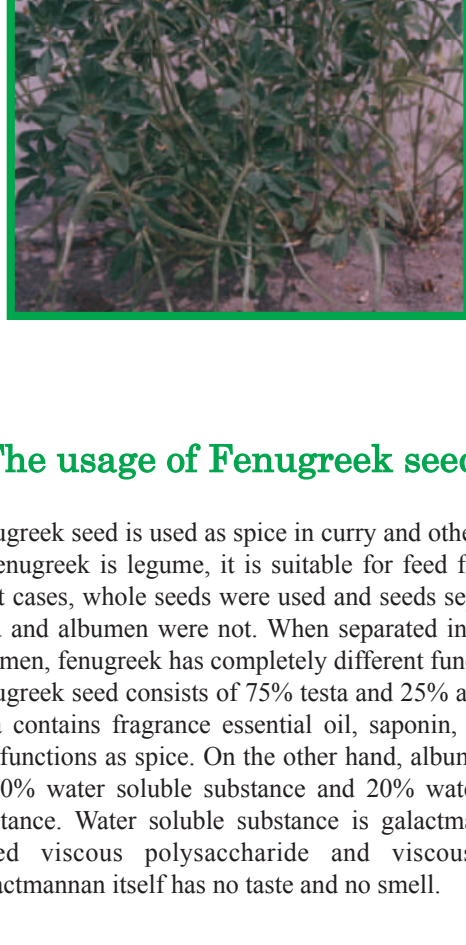 The usage of Fenugreek seed
ugreek seed is used as spice in curry and othe
enugreek is legume, it is suitable for feed f
t cases, whole seeds were used and seeds se
and albumen were not. When separated in
men, fenugreek has completely different fun
ugreek seed consists of 75% testa and 25% a
contains fragrance essential oil, saponin,
functions as spice. On the other hand, album
0% water soluble substance and 20% wate
tance. Water soluble substance is galactma
ed viscous polysaccharide and viscous
actmannan itself has no taste and no smell.